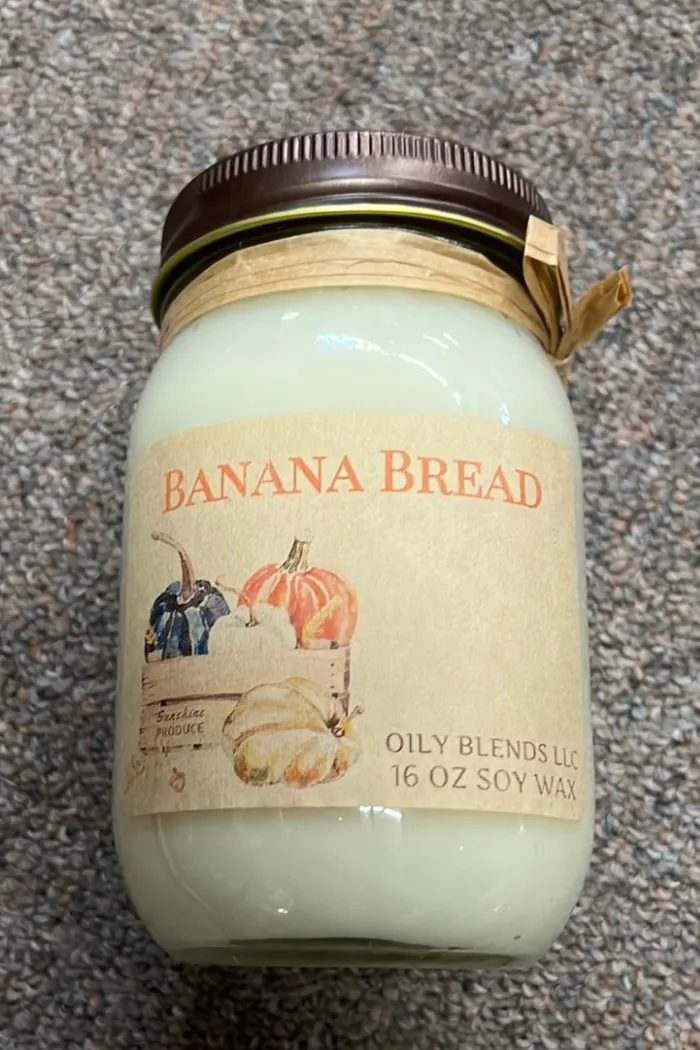 BANANA BREAD
Sunshine
PRODUCE
OILY BLENDS LLC
16 OZ SOY WAX